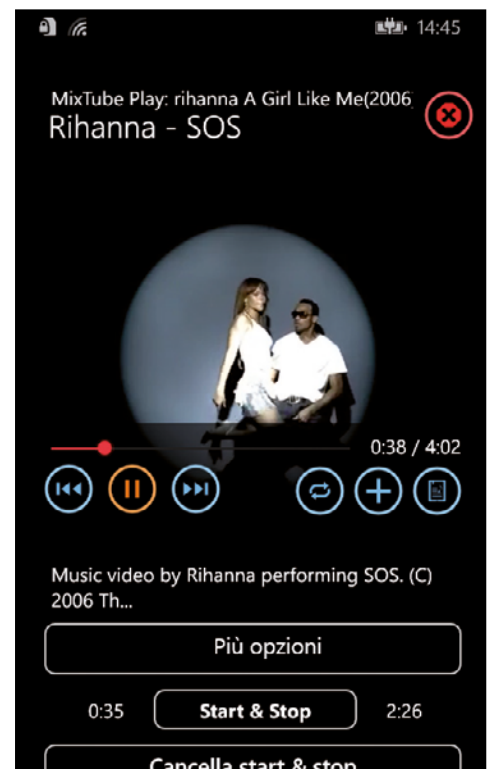 14:45
MixTube Play: rihanna A Girl Like Me(2006
Rihanna - SOS
0:38 / 4:02
Music video by Rihanna performing SOS. (C)
2006 Th...
Più opzioni
0:35 Start & Stop 2:26
Cancella start & stop